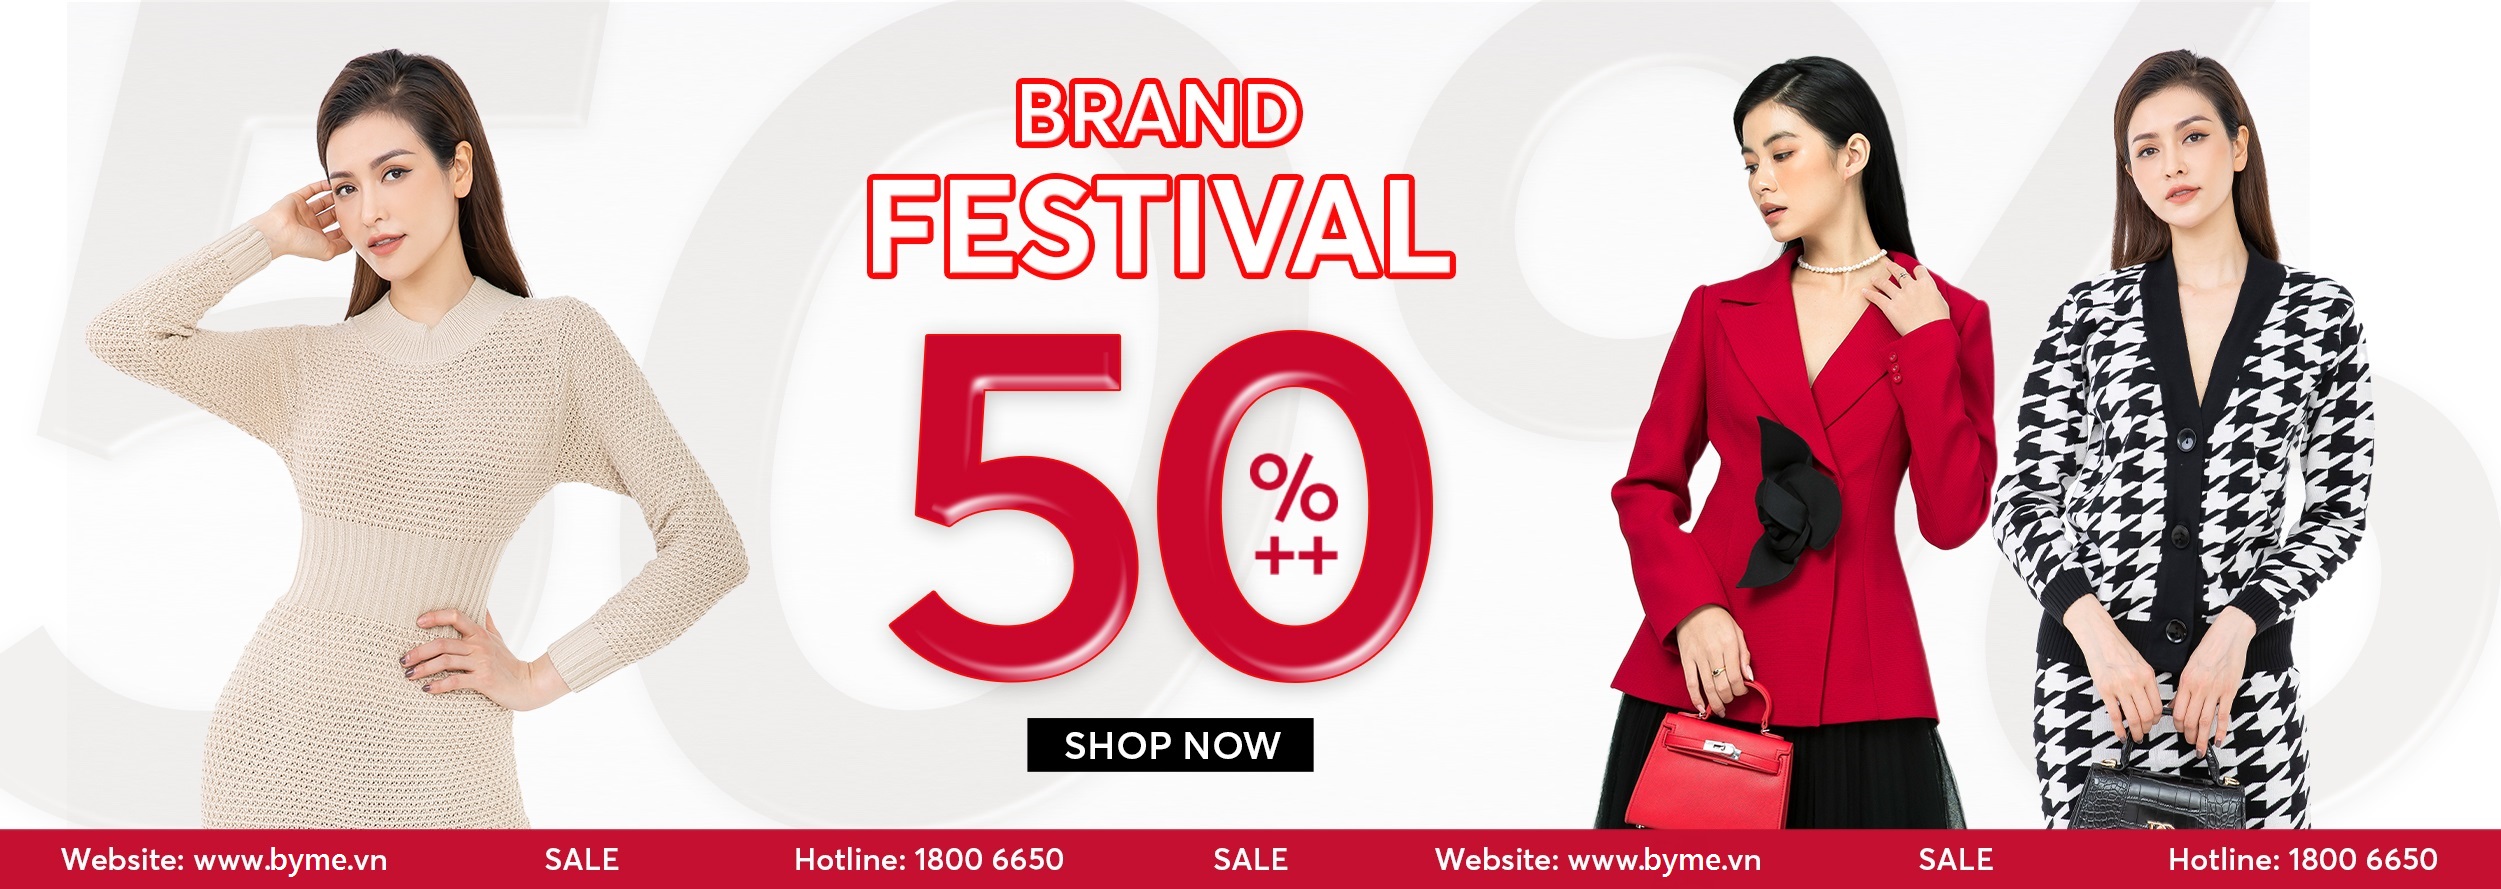 BRAND
FESTIVAL
50%++
SHOP NOW
Website: www.byme.vn SALE Hotline: 1800 6650 SALE Website: www.byme.vn SALE Hotline: 1800 6650